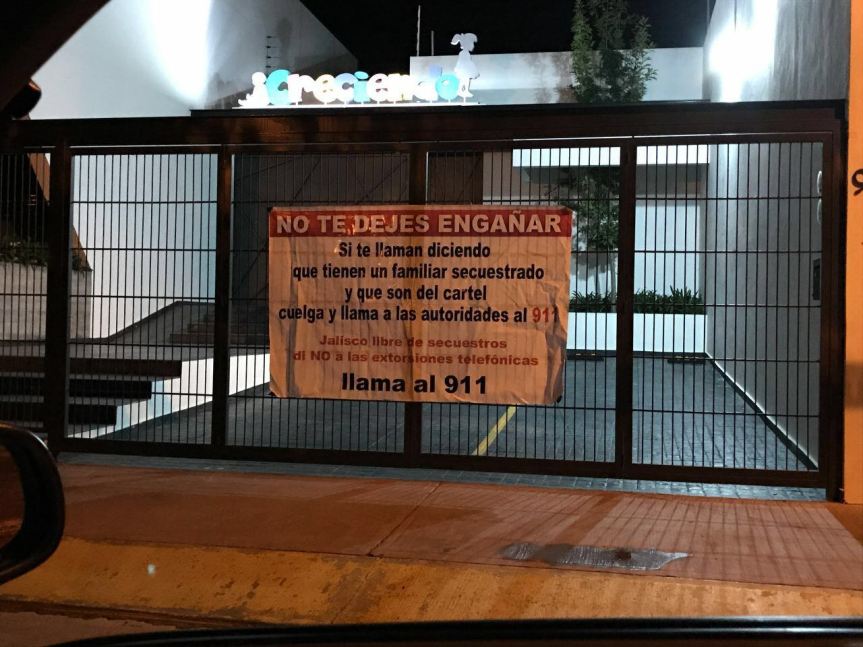 Creciendo
9
NO TE DEJES ENGAÑAR
Si te llaman diciendo
que tienen un familiar secuestrado
y que son del cartel
cuelga y llama a las autoridades al 911
Jalisco libre de secuestros
di NO a las extorsiones telefónicas
llama al 911